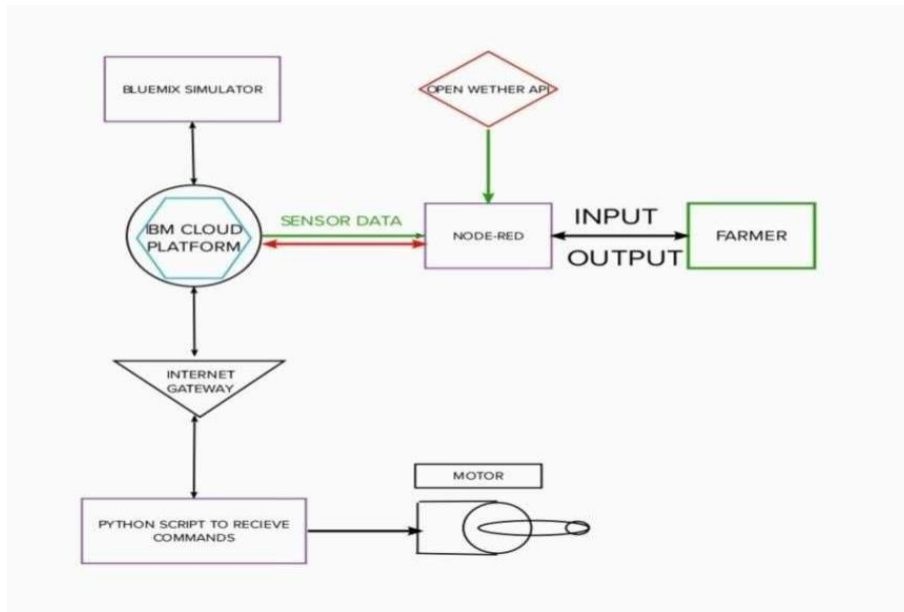 BLUEMIX SIMULATOR
OPEN WETHER API
IBM CLOUD
PLATFORM
SENSOR DATA
NODE-RED
INPUT
OUTPUT
FARMER
INTERNET
GATEWAY
MOTOR
PYTHON SCRIPT TO RECIEVE
COMMANDS